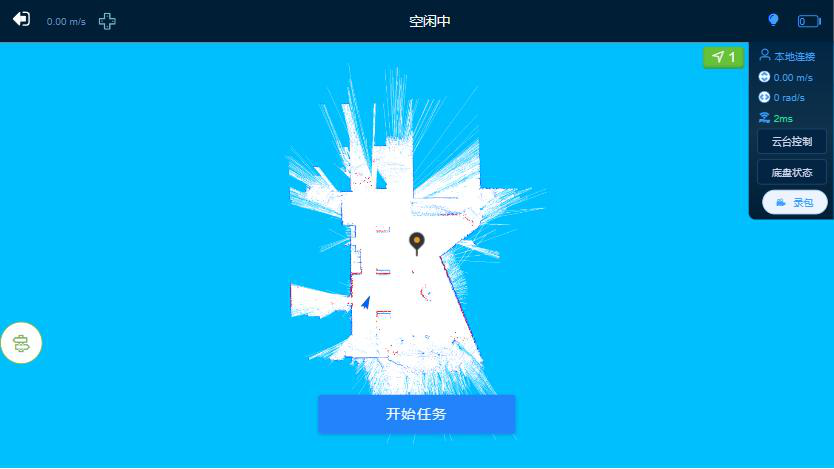 0.00 m/s
空闲中
0
1
本地连接
0.00 m/s
0 rad/s
2ms
云台控制
底盘状态
录包
开始任务